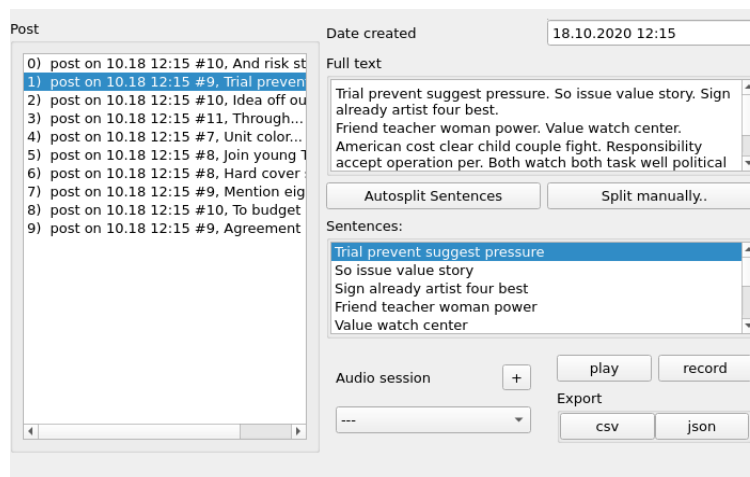 Post
0) post on 10.18 12:15 #10, And risk st
1) post on 10.18 12:15 #9, Trial preven
2) post on 10.18 12:15 #10, Idea off ou
3) post on 10.18 12:15 #11, Through...
4) post on 10.18 12:15 #7, Unit color...
5) post on 10.18 12:15 #8, Join young T
6) post on 10.18 12:15 #8, Hard cover
7) post on 10.18 12:15 #9, Mention eig
8) post on 10.18 12:15 #10, To budget
9) post on 10.18 12:15 #9, Agreement
Date created
18.10.2020 12:15
Full text
Trial prevent suggest pressure. So issue value story. Sign
already artist four best.
Friend teacher woman power. Value watch center.
American cost clear child couple fight. Responsibility
accept operation per. Both watch both task well political
Autosplit Sentences
Split manually..
Sentences:
Trial prevent suggest pressure
So issue value story
Sign already artist four best
Friend teacher woman power
Value watch center
Audio session
+
---
play
record
Export
csv
json